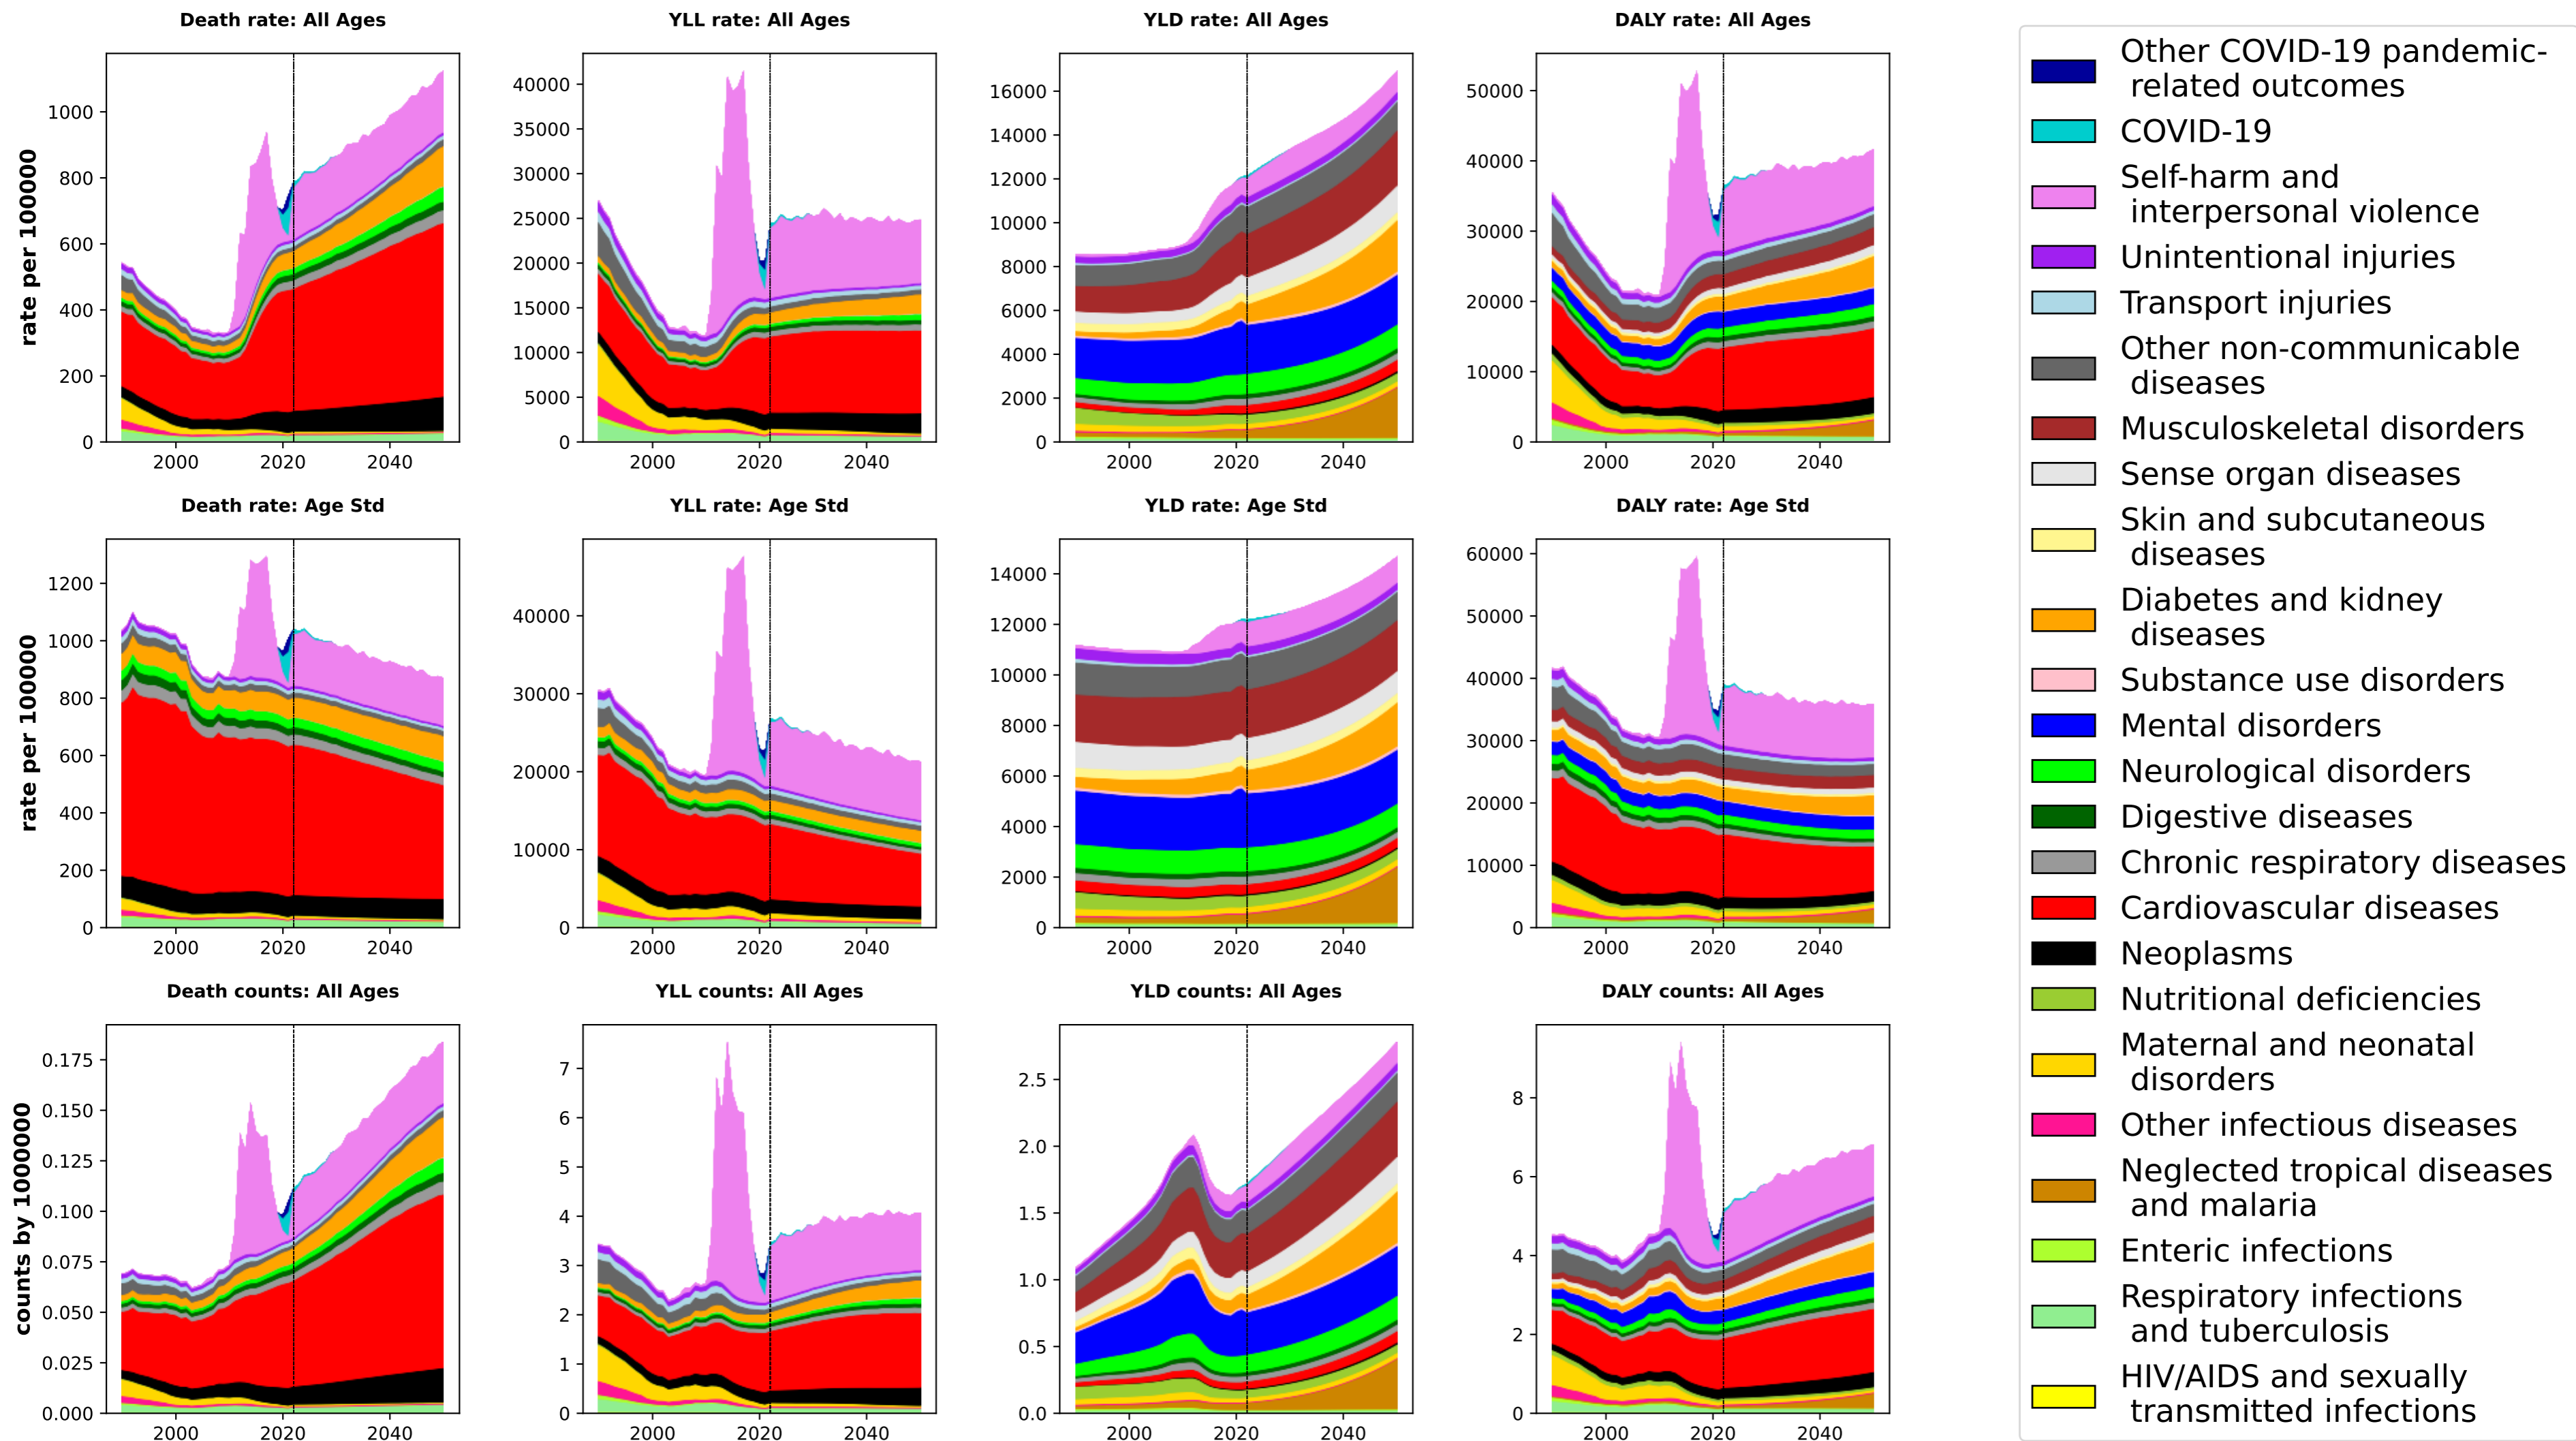 Death rate: All Ages
YLL rate: All Ages
YLD rate: All Ages
DALY rate: All Ages
rate per 100000
0
200
400
600
800
1000
2000
2020
2040
0
5000
10000
15000
20000
25000
30000
35000
40000
2000
2020
2040
0
2000
4000
6000
8000
10000
12000
14000
16000
2000
2020
2040
0
10000
20000
30000
40000
50000
2000
2020
2040
Death rate: Age Std
YLL rate: Age Std
YLD rate: Age Std
DALY rate: Age Std
rate per 100000
0
200
400
600
800
1000
1200
2000
2020
2040
0
10000
20000
30000
40000
2000
2020
2040
0
2000
4000
6000
8000
10000
12000
14000
2000
2020
2040
0
10000
20000
30000
40000
50000
60000
2000
2020
2040
Death counts: All Ages
YLL counts: All Ages
YLD counts: All Ages
DALY counts: All Ages
counts by 1000000
0.000
0.025
0.050
0.075
0.100
0.125
0.150
0.175
2000
2020
2040
0
1
2
3
4
5
6
7
2000
2020
2040
0.0
0.5
1.0
1.5
2.0
2.5
2000
2020
2040
0
2
4
6
8
2000
2020
2040
Other COVID-19 pandemic-
related outcomes
COVID-19
Self-harm and
interpersonal violence
Unintentional injuries
Transport injuries
Other non-communicable
diseases
Musculoskeletal disorders
Sense organ diseases
Skin and subcutaneous
diseases
Diabetes and kidney
diseases
Substance use disorders
Mental disorders
Neurological disorders
Digestive diseases
Chronic respiratory diseases
Cardiovascular diseases
Neoplasms
Nutritional deficiencies
Maternal and neonatal
disorders
Other infectious diseases
Neglected tropical diseases
and malaria
Enteric infections
Respiratory infections
and tuberculosis
HIV/AIDS and sexually
transmitted infections